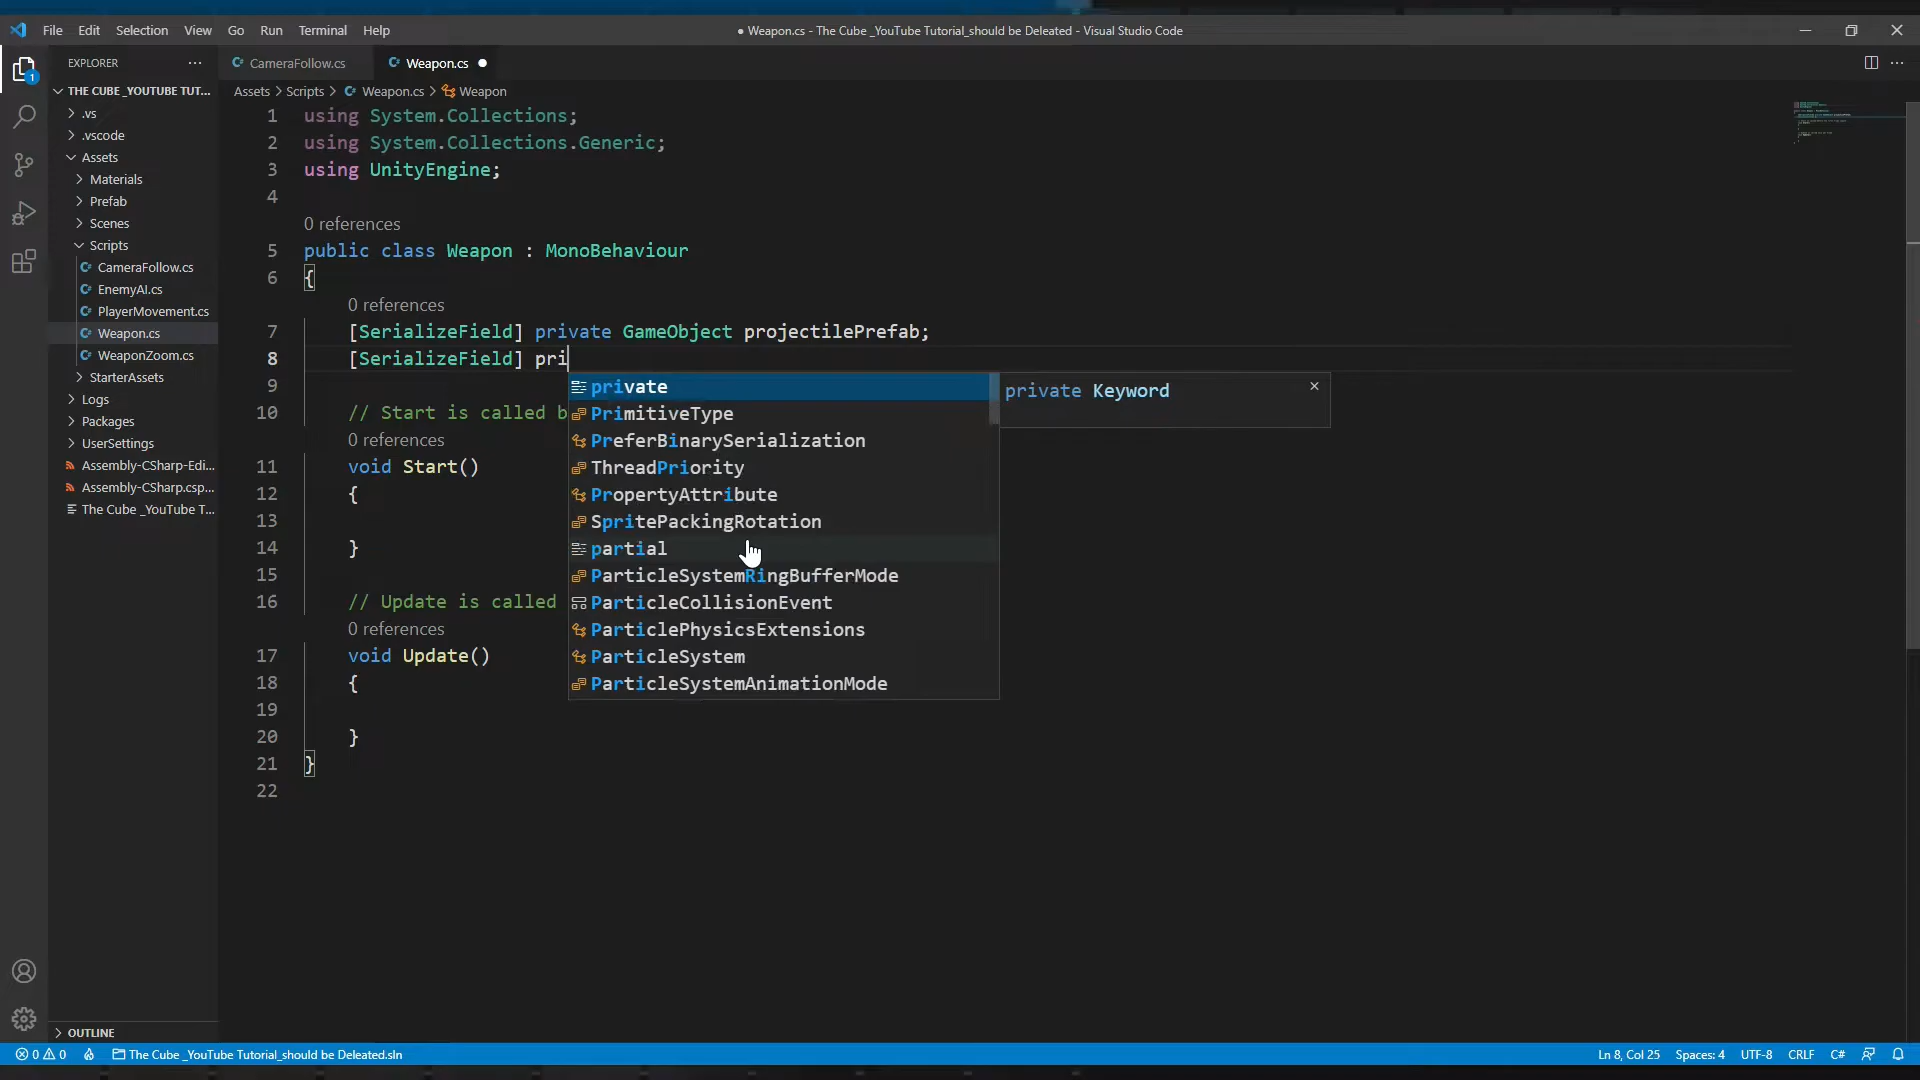 File Edit Selection View Go Run Terminal Help
● Weapon.cs - The Cube _YouTube Tutorial_should be Deleated - Visual Studio Code
EXPLORER ···
CameraFollow.cs
Weapon.cs
1
THE CUBE _YOUTUBE TUT...
.vs
.vscode
Assets
Materials
Prefab
Scenes
Scripts
CameraFollow.cs
EnemyAI.cs
PlayerMovement.cs
Weapon.cs
WeaponZoom.cs
StarterAssets
Logs
Packages
UserSettings
Assembly-CSharp-Edi...
Assembly-CSharp.csp...
The Cube _YouTube T...
OUTLINE
Assets > Scripts > Weapon.cs > Weapon
1 using System.Collections;
2 using System.Collections.Generic;
3 using UnityEngine;
4
0 references
5 public class Weapon : MonoBehaviour
6 {
0 references
7 [SerializeField] private GameObject projectilePrefab;
8 [SerializeField] pri
9
10 // Start is called b
0 references
11 void Start()
12 {
13
14 }
15
16 // Update is called
0 references
17 void Update()
18 {
19
20 }
21 }
22
private
PrimitiveType
PreferBinarySerialization
ThreadPriority
PropertyAttribute
SpritePackingRotation
partial
ParticleSystemRingBufferMode
ParticleCollisionEvent
ParticlePhysicsExtensions
ParticleSystem
ParticleSystemAnimationMode
private Keyword
0 0 The Cube _YouTube Tutorial_should be Deleated.sln
Ln 8, Col 25 Spaces: 4 UTF-8 CRLF C#